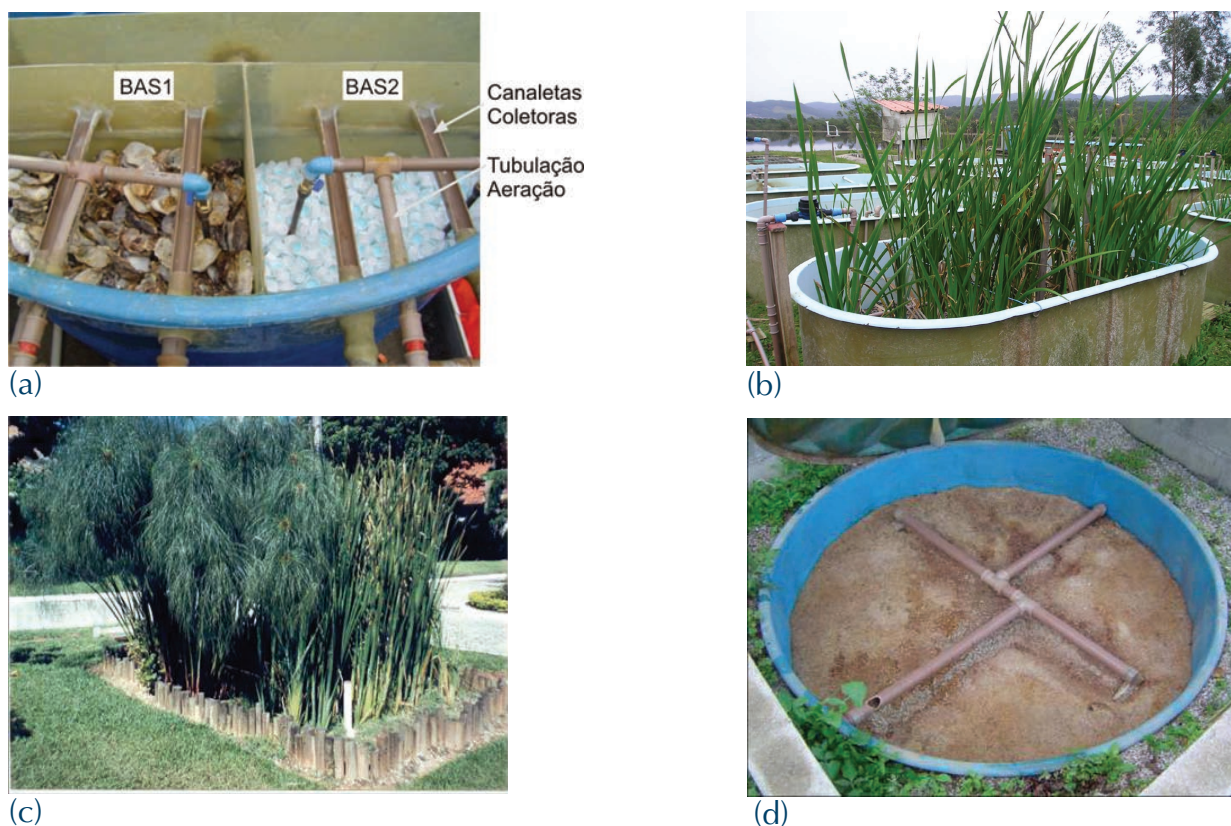 BAS1
BAS2
Canaletas
Coletoras
Tubulação
Aeração
(a)
(b)
(c)
(d)